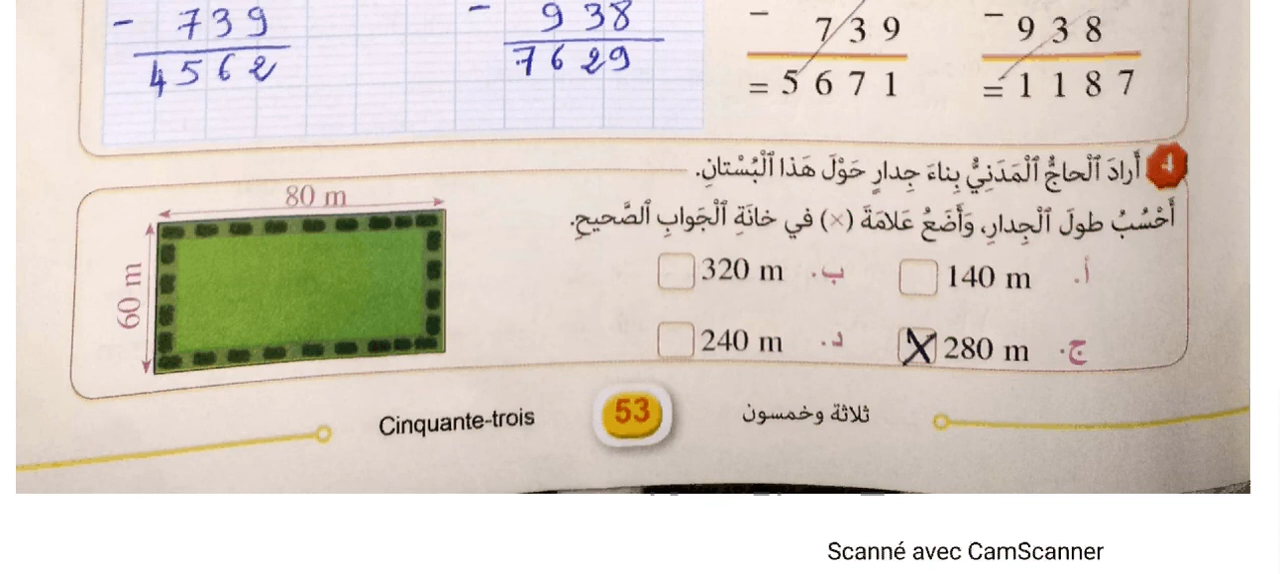 - 739
4562
- 938
7629
- 739
= 5671
- 938
= 1187
4 أَرادَ ٱلْحاجُّ ٱلْمَدَنِيُّ بِناءَ جِدارٍ حَوْلَ هَذا ٱلْبُسْتانِ.
أَحْسُبُ طولَ ٱلْجِدارِ، وَأَضَعُ عَلامَةَ (×) في خانَةِ ٱلْجَوابِ ٱلصَّحيحِ.
80 m
60 m
أ. 140 m
ب. 320 m
ج. X 280 m
د. 240 m
Cinquante-trois 53 ثلاثة وخمسون
Scanné avec CamScanner